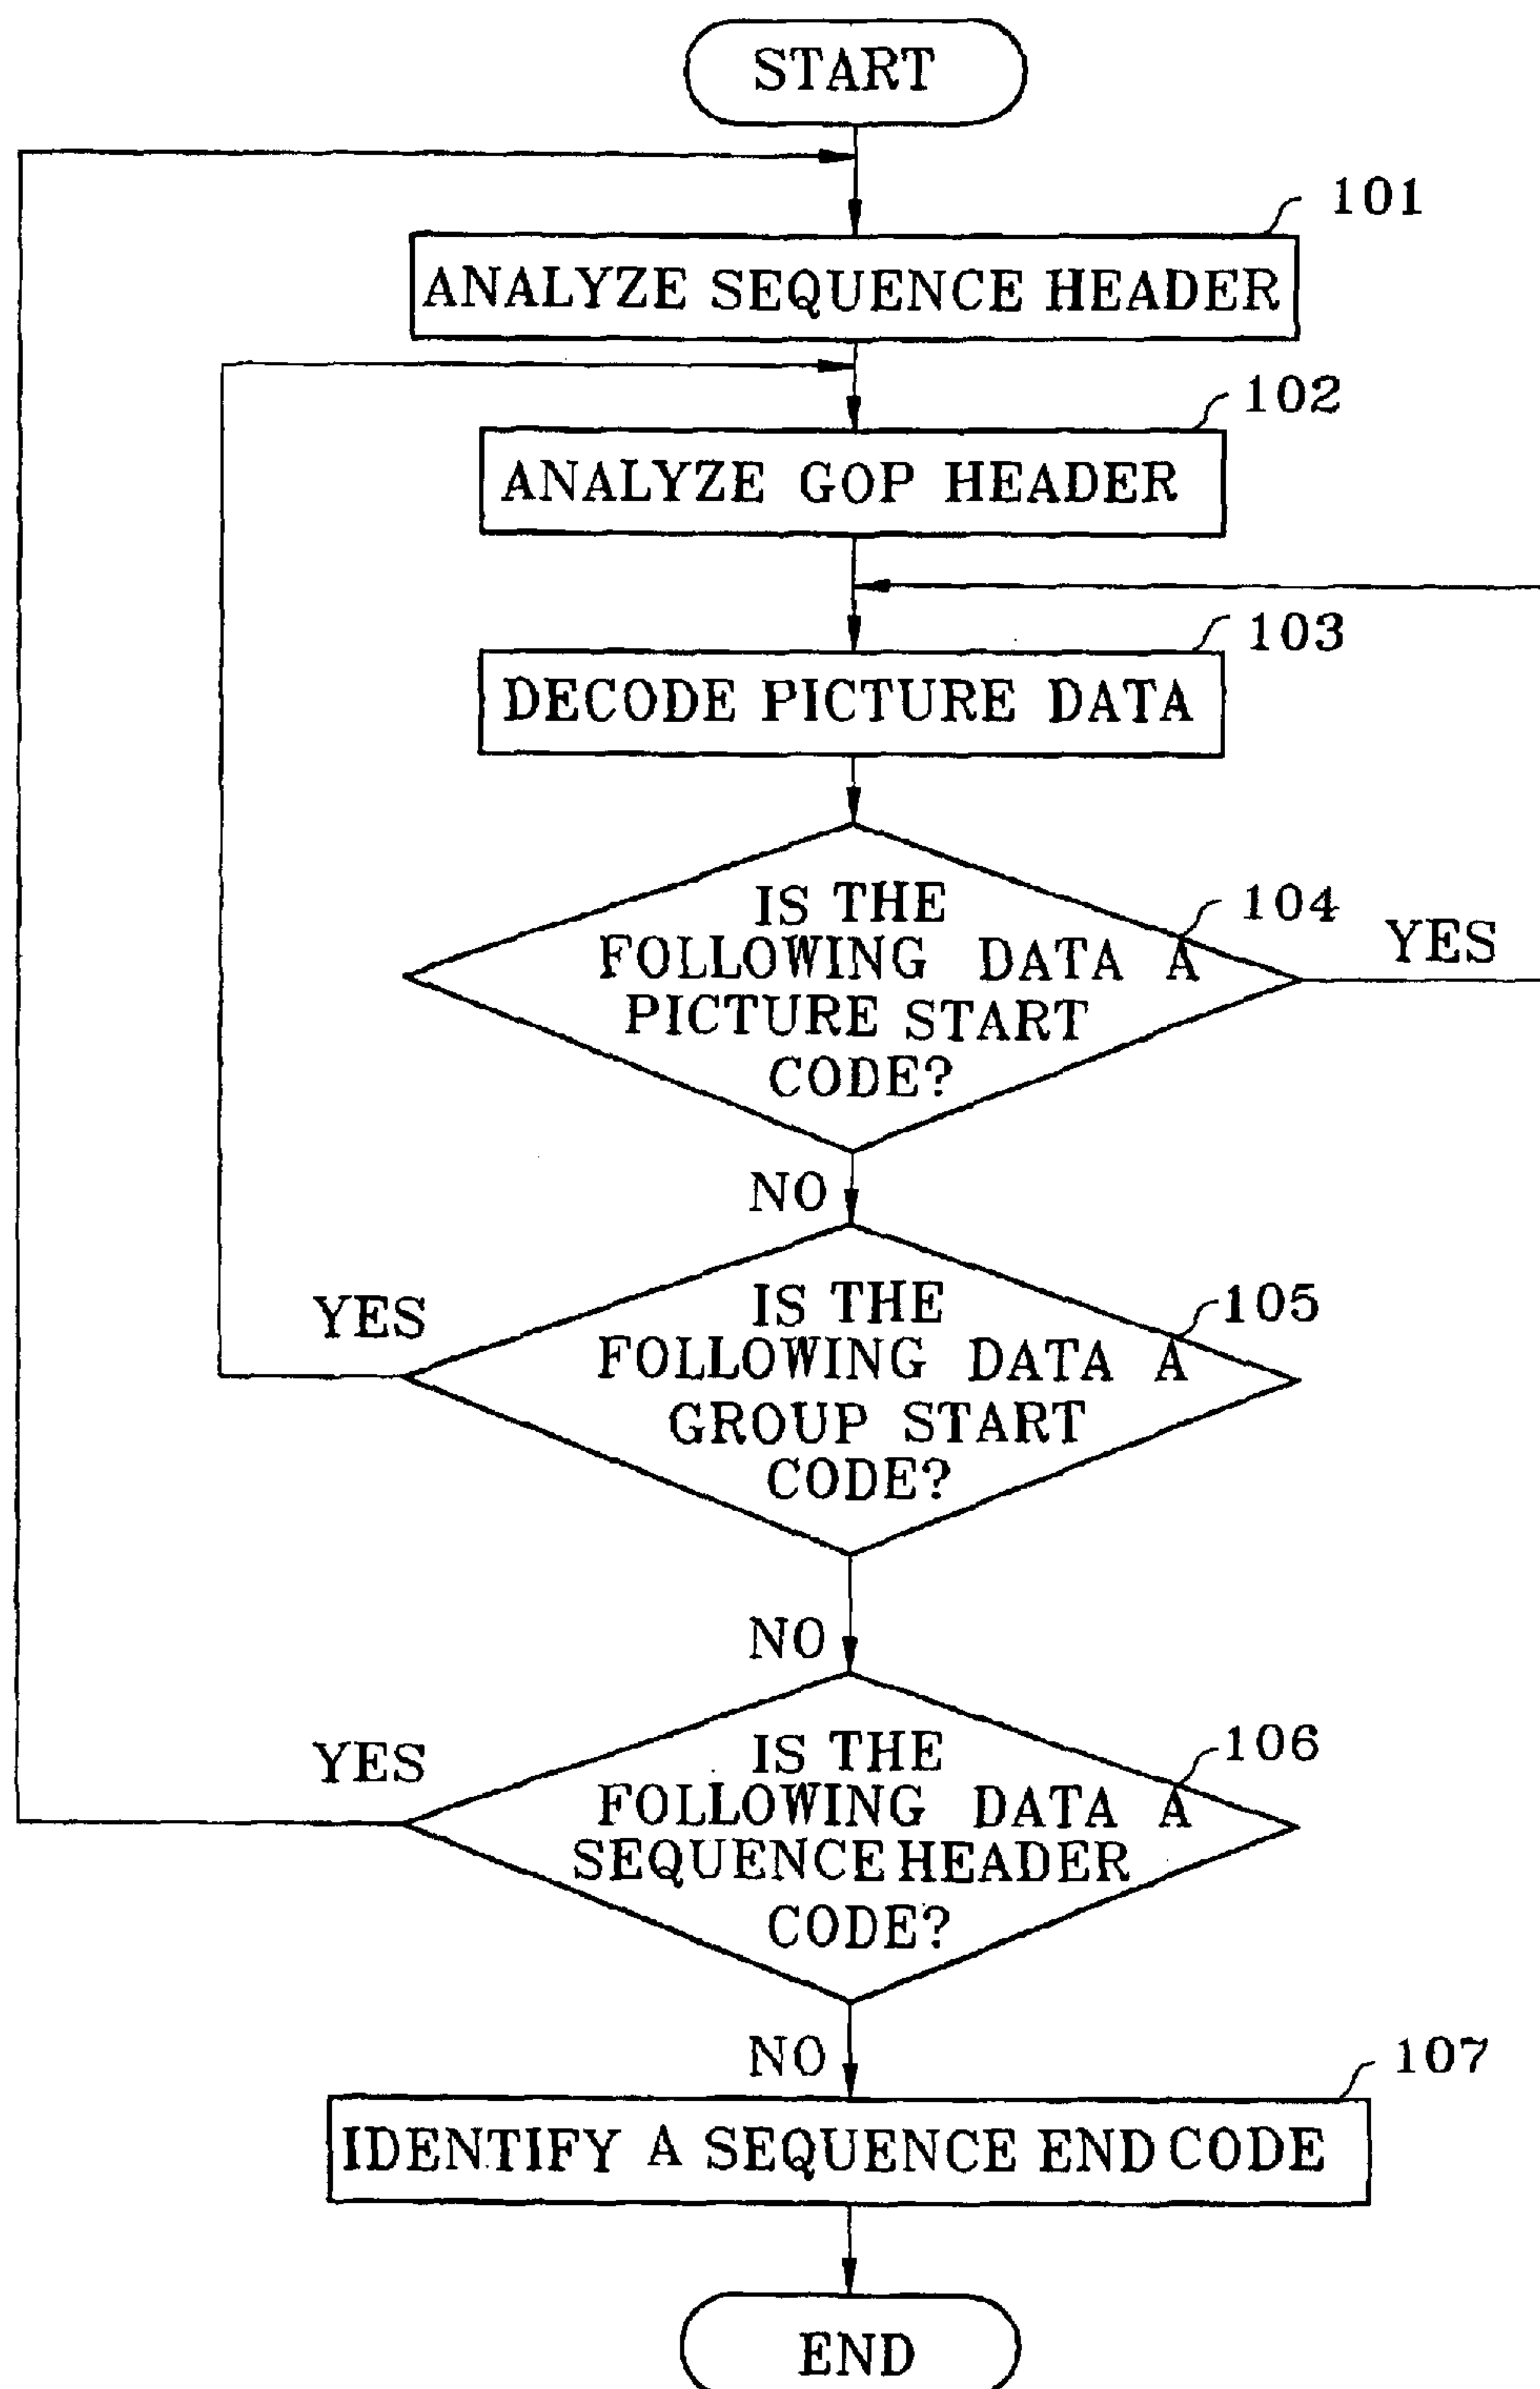 START
101
ANALYZE SEQUENCE HEADER
102
ANALYZE GOP HEADER
103
DECODE PICTURE DATA
104
IS THE
FOLLOWING DATA A
PICTURE START
CODE?
YES
NO
105
IS THE
FOLLOWING DATA A
GROUP START
CODE?
YES
NO
106
IS THE
FOLLOWING DATA A
SEQUENCE HEADER
CODE?
YES
NO
107
IDENTIFY A SEQUENCE END CODE
END